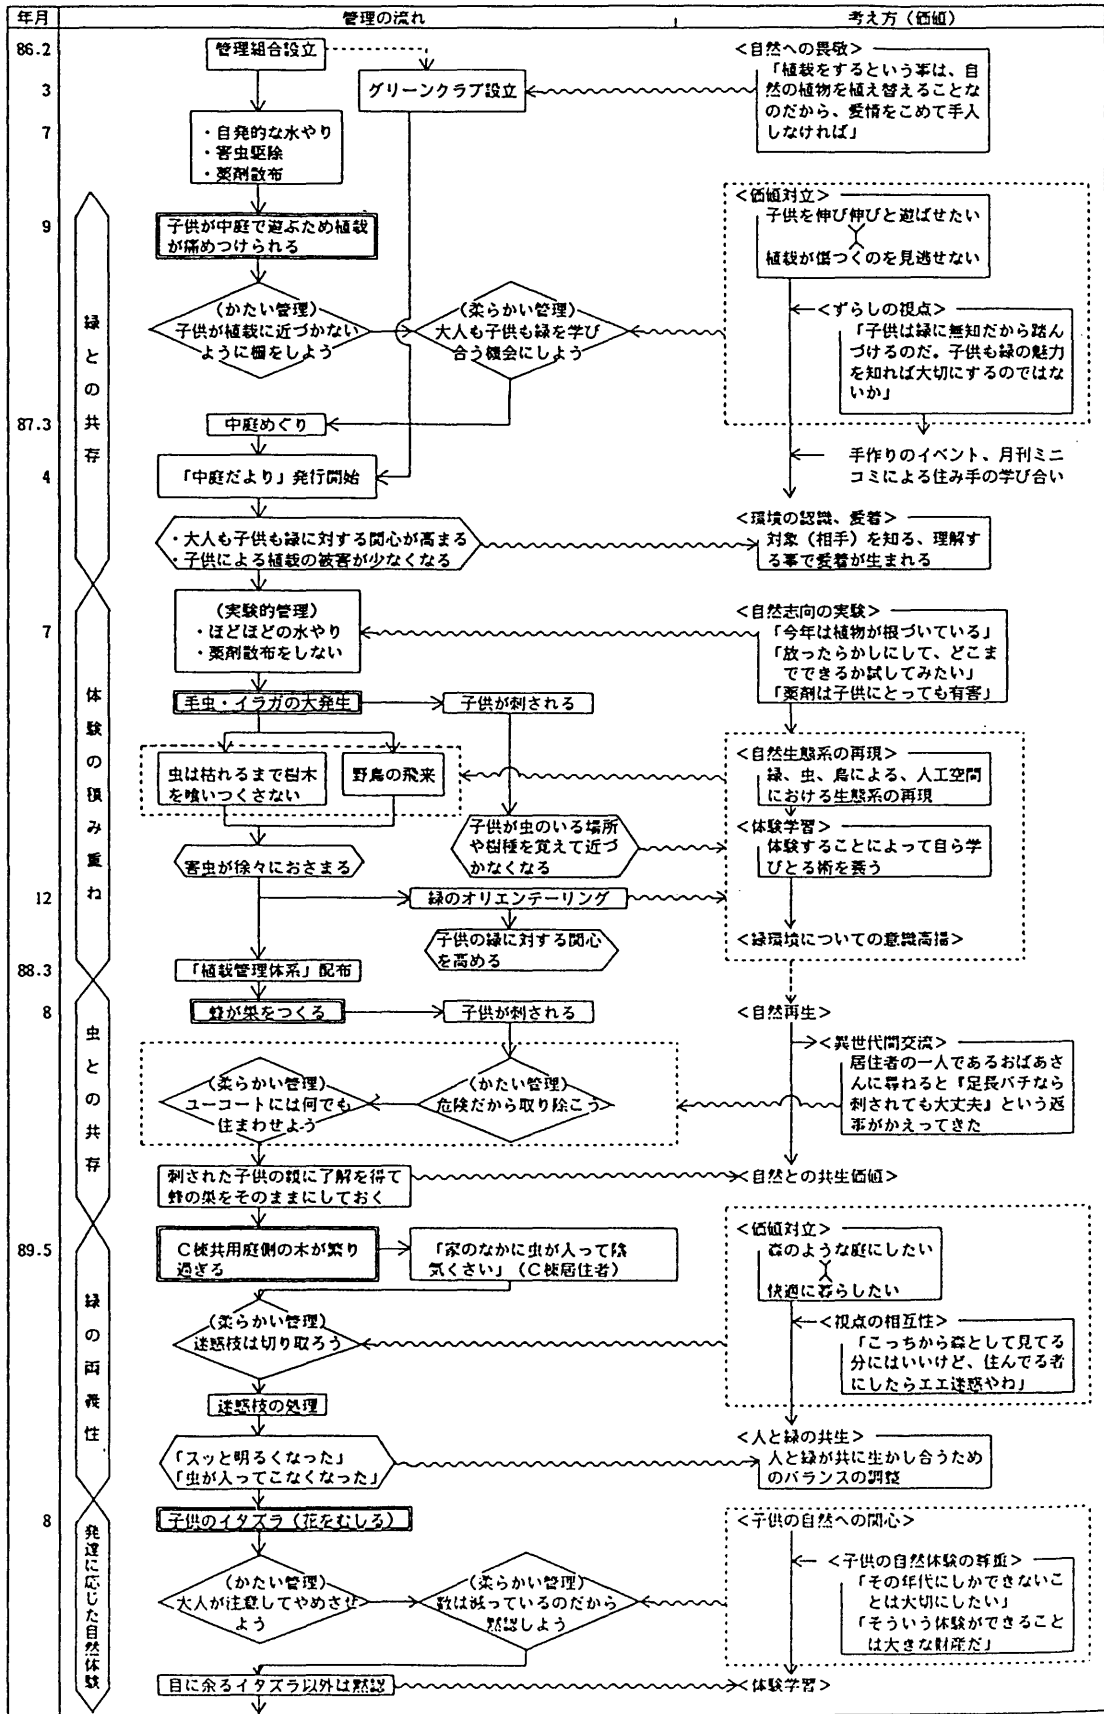 年月
管理の流れ
考え方（価値）
86.2
管理組合設立
＜自然への畏敬＞
「植栽をするという事は、自
然の植物を植え替えることな
のだから、愛情をこめて手入
しなければ」
3
グリーンクラブ設立
7
・自発的な水やり
・害虫駆除
・薬剤散布
緑との共存
9
子供が中庭で遊ぶため植栽
が痛めつけられる
＜価値対立＞
子供を伸び伸びと遊ばせたい
植栽が傷つくのを見逃せない
（かたい管理）
子供が植栽に近づかない
ように柵をしよう
（柔らかい管理）
大人も子供も緑を学び
合う機会にしよう
＜ずらしの視点＞
「子供は緑に無知だから踏ん
づけるのだ。子供も緑の魅力
を知れば大切にするのではな
いか」
87.3
中庭めぐり
手作りのイベント、月刊ミニ
コミによる住み手の学び合い
4
「中庭だより」発行開始
・大人も子供も緑に対する関心が高まる
・子供による植栽の被害が少なくなる
＜環境の認識、愛着＞
対象（相手）を知る、理解す
る事で愛着が生まれる
体験の積み重ね
7
（実験的管理）
・ほどほどの水やり
・薬剤散布をしない
＜自然志向の実験＞
「今年は植物が根づいている」
「放ったらかしにして、どこま
でできるか試してみたい」
「薬剤は子供にとっても有害」
毛虫・イラガの大発生
子供が刺される
虫は枯れるまで樹木
を喰いつくさない
野鳥の飛来
＜自然生態系の再現＞
緑、虫、鳥による、人工空間
における生態系の再現
子供が虫のいる場所
や樹種を覚えて近づ
かなくなる
＜体験学習＞
体験することによって自ら学
びとる術を養う
害虫が徐々におさまる
12
緑のオリエンテーリング
子供の緑に対する関心
を高める
＜緑環境についての意識高揚＞
88.3
「植栽管理体系」配布
虫との共存
8
蜂が巣をつくる
子供が刺される
＜自然再生＞
＜異世代間交流＞
居住者の一人であるおばあさ
んに尋ねると『足長バチなら
刺されても大丈夫』という返
事がかえってきた
（柔らかい管理）
ユーコートには何でも
住まわせよう
（かたい管理）
危険だから取り除こう
刺された子供の親に了解を得て
蜂の巣をそのままにしておく
＜自然との共生価値＞
緑の両義性
89.5
C棟共用庭側の木が繁り
過ぎる
「家のなかに虫が入って陰
気くさい」（C棟居住者）
＜価値対立＞
森のような庭にしたい
快適に暮らしたい
（柔らかい管理）
迷惑枝は切り取ろう
＜視点の相互性＞
「こっちから森として見てる
分にはいいけど、住んでる者
にしたらエエ迷惑やわ」
迷惑枝の処理
「スッと明るくなった」
「虫が入ってこなくなった」
＜人と緑の共生＞
人と緑が共に生かし合うため
のバランスの調整
発達に応じた自然体験
8
子供のイタズラ（花をむしる）
＜子供の自然への関心＞
（かたい管理）
大人が注意してやめさせ
よう
（柔らかい管理）
数は減っているのだから
黙認しよう
＜子供の自然体験の尊重＞
「その年代にしかできないこ
とは大切にしたい」
「そういう体験ができること
は大きな財産だ」
目に余るイタズラ以外は黙認
＜体験学習＞